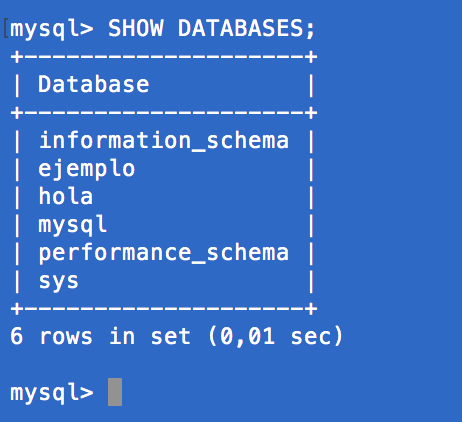 mysql> SHOW DATABASES;
+--------------------+
| Database           |
+--------------------+
| information_schema |
| ejemplo            |
| hola               |
| mysql              |
| performance_schema |
| sys                |
+--------------------+
6 rows in set (0,01 sec)
mysql>